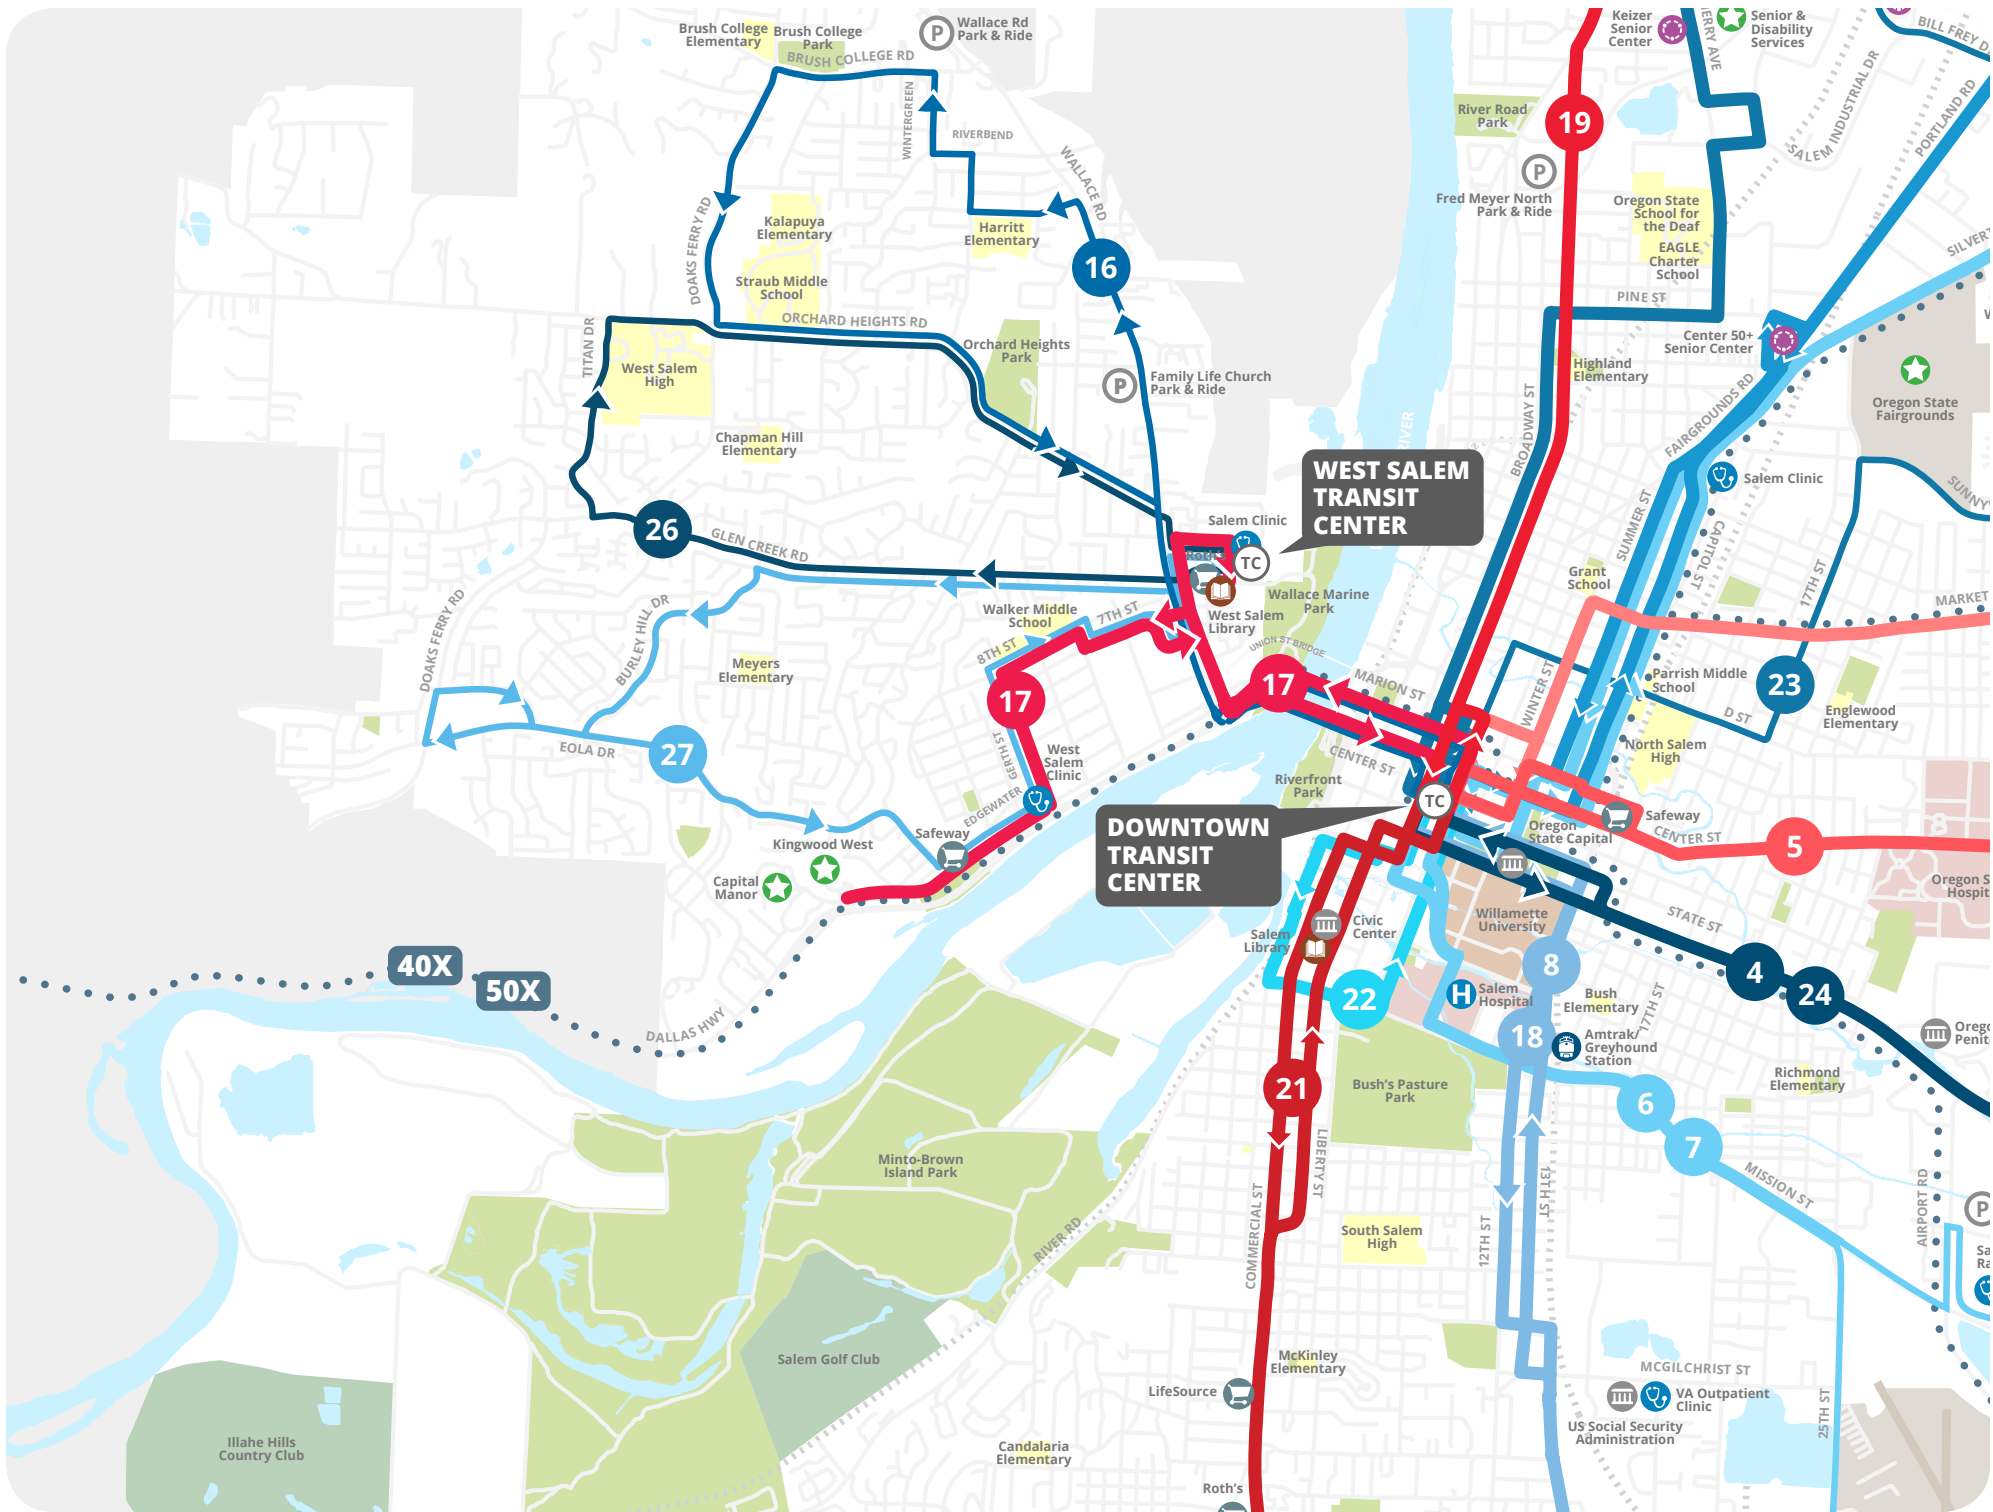 Brush College
Elementary
Brush College
Park
BRUSH COLLEGE RD
Wallace Rd
Park & Ride
WINTERGREEN
RIVERBEND
WALLACE RD
DOAKS FERRY RD
Kalapuya
Elementary
Straub Middle
School
Harritt
Elementary
16
ORCHARD HEIGHTS RD
TITAN DR
West Salem
High
Orchard Heights
Park
Family Life Church
Park & Ride
Chapman Hill
Elementary
26
GLEN CREEK RD
Salem Clinic
WEST SALEM
TRANSIT
CENTER
TC
Roth's
West Salem
Library
Wallace Marine
Park
UNION ST BRIDGE
Walker Middle
School
7TH ST
8TH ST
BURLEY HILL DR
DOAKS FERRY RD
Meyers
Elementary
17
17
MARION ST
CENTER ST
Riverfront
Park
EOLA DR
27
GERTH ST
West
Salem
Clinic
EDGEWATER
Safeway
Kingwood West
Capital
Manor
DOWNTOWN
TRANSIT
CENTER
TC
40X
50X
DALLAS HWY
Keizer
Senior
Center
Senior &
Disability
Services
BILL FREY D
SALEM INDUSTRIAL DR
PORTLAND RD
River Road
Park
19
P
Fred Meyer North
Park & Ride
Oregon State
School for
the Deaf
EAGLE
Charter
School
SILVERT
PINE ST
Center 50+
Senior Center
Highland
Elementary
BROADWAY ST
FAIRGROUNDS RD
Oregon State
Fairgrounds
RIVER
Salem Clinic
SUNNY
SUMMER ST
CAPITOL ST
17TH ST
Grant
School
MARKET
WINTER ST
Parrish Middle
School
23
D ST
Englewood
Elementary
North Salem
High
Safeway
CENTER ST
5
Oregon
State Capital
Oregon S
Hospit
Willamette
University
STATE ST
Civic
Center
Salem
Library
22
8
4
24
H
Salem
Hospital
Bush
Elementary
17TH ST
18
Amtrak/
Greyhound
Station
Orego
Penit
Richmond
Elementary
21
Bush's Pasture
Park
6
7
MISSION ST
AIRPORT RD
LIBERTY ST
13TH ST
12TH ST
COMMERCIAL ST
South Salem
High
P
Sa
Ra
Minto-Brown
Island Park
RIVER RD
Salem Golf Club
Illahe Hills
Country Club
McKinley
Elementary
LifeSource
MCGILCHRIST ST
VA Outpatient
Clinic
US Social Security
Administration
25TH ST
Candalaria
Elementary
Roth's